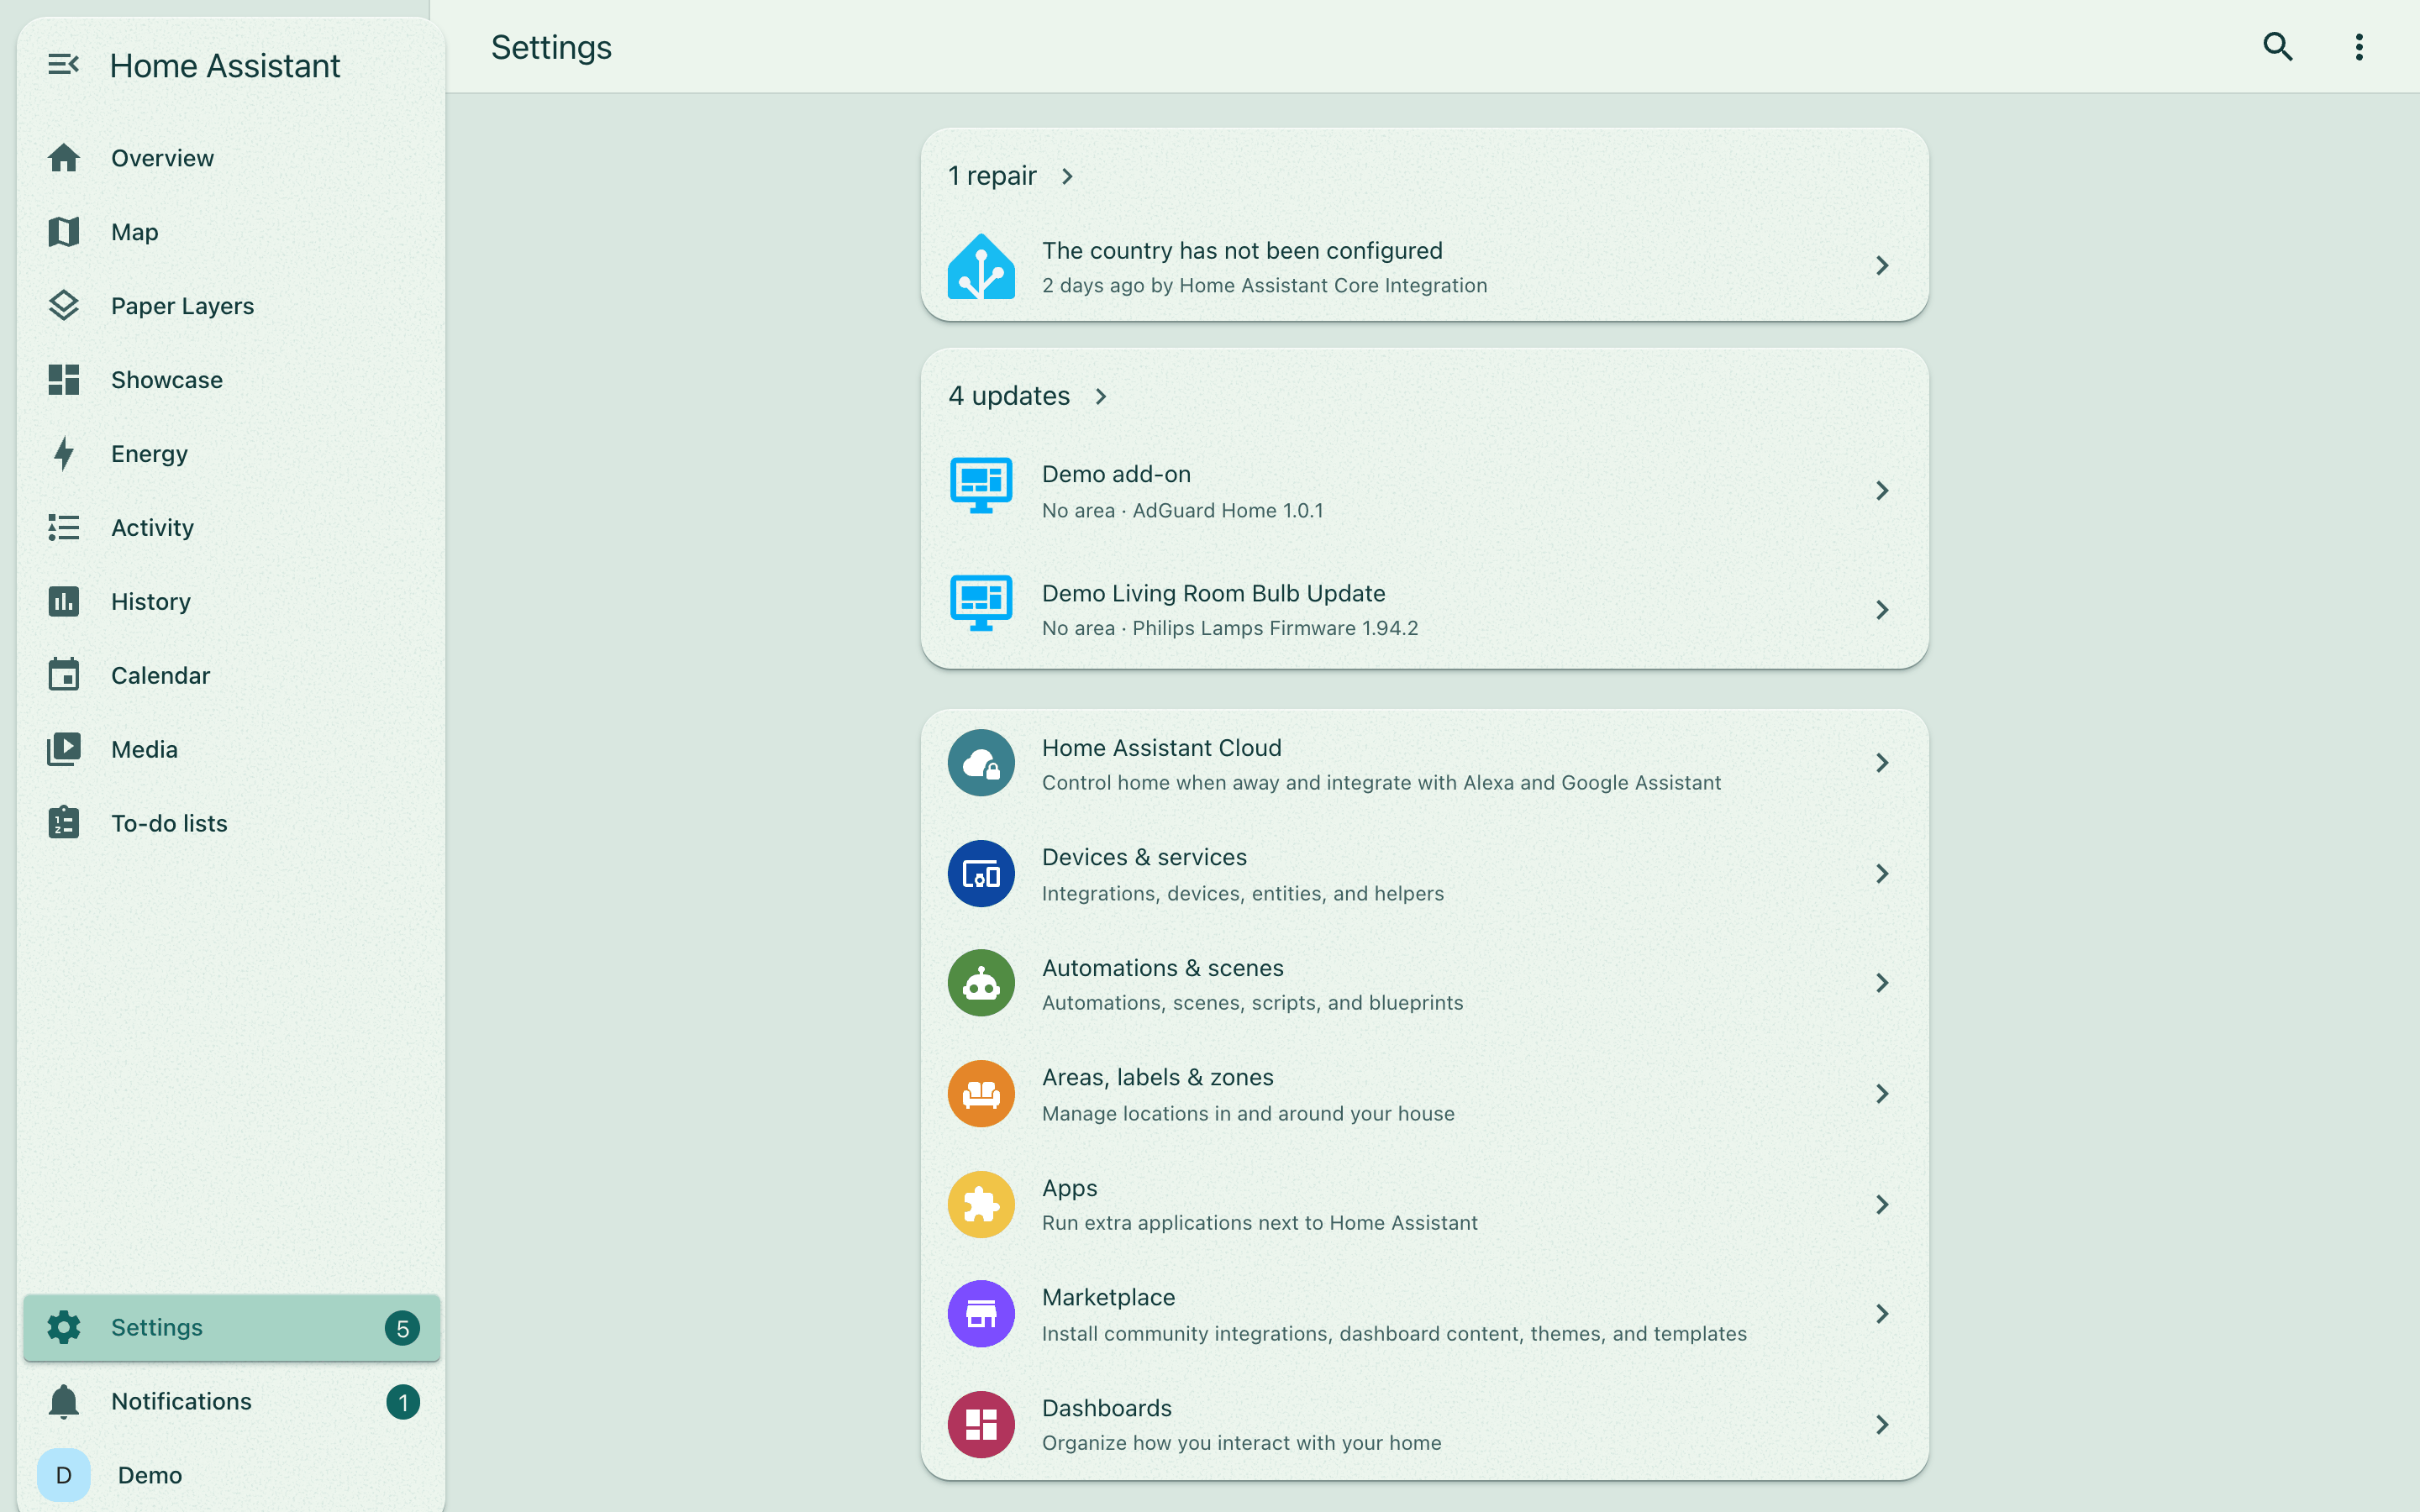 Home Assistant
Overview
Map
Paper Layers
Showcase
Energy
Activity
History
Calendar
Media
To-do lists
Settings
5
Notifications
1
D
Demo
Settings
1 repair
The country has not been configured
2 days ago by Home Assistant Core Integration
4 updates
Demo add-on
No area · AdGuard Home 1.0.1
Demo Living Room Bulb Update
No area · Philips Lamps Firmware 1.94.2
Home Assistant Cloud
Control home when away and integrate with Alexa and Google Assistant
Devices & services
Integrations, devices, entities, and helpers
Automations & scenes
Automations, scenes, scripts, and blueprints
Areas, labels & zones
Manage locations in and around your house
Apps
Run extra applications next to Home Assistant
Marketplace
Install community integrations, dashboard content, themes, and templates
Dashboards
Organize how you interact with your home